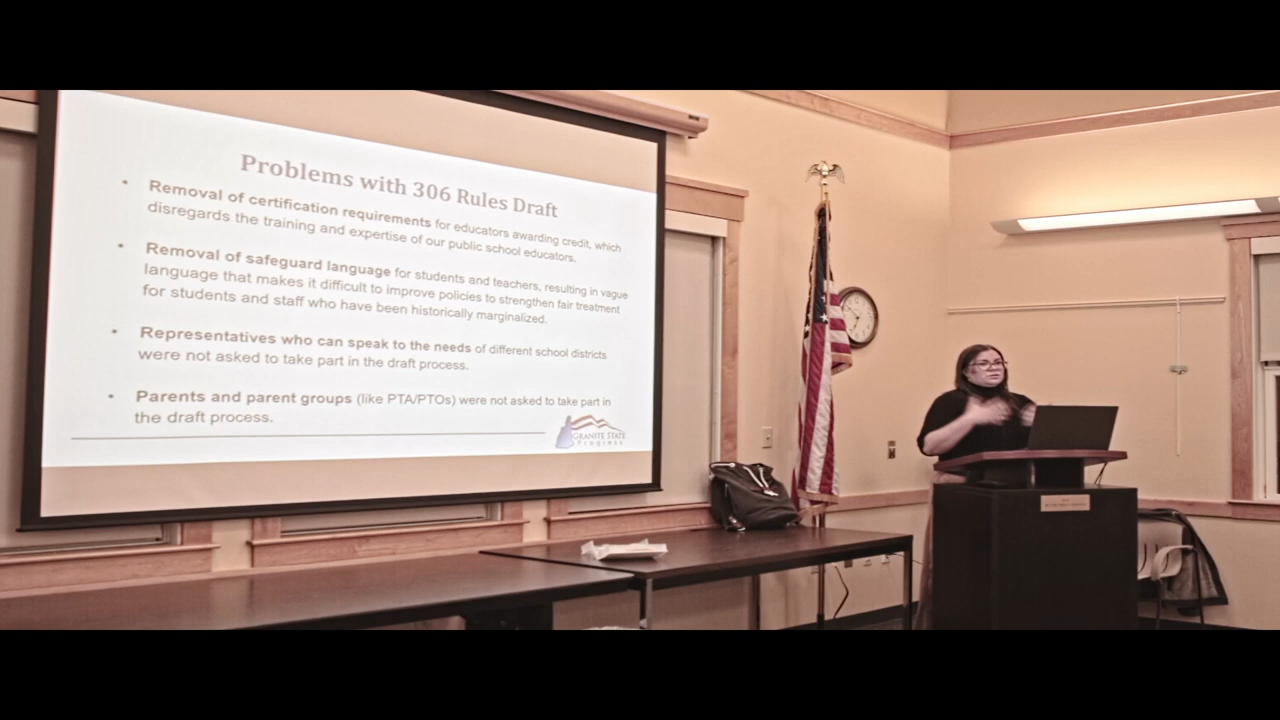 Problems with 306 Rules Draft
• Removal of certification requirements for educators awarding credit, which
disregards the training and expertise of our public school educators.
• Removal of safeguard language for students and teachers, resulting in vague
language that makes it difficult to improve policies to strengthen fair treatment
for students and staff who have been historically marginalized.
• Representatives who can speak to the needs of different school districts
were not asked to take part in the draft process.
• Parents and parent groups (like PTA/PTOs) were not asked to take part in
the draft process.
GRANITE STATE
Progress